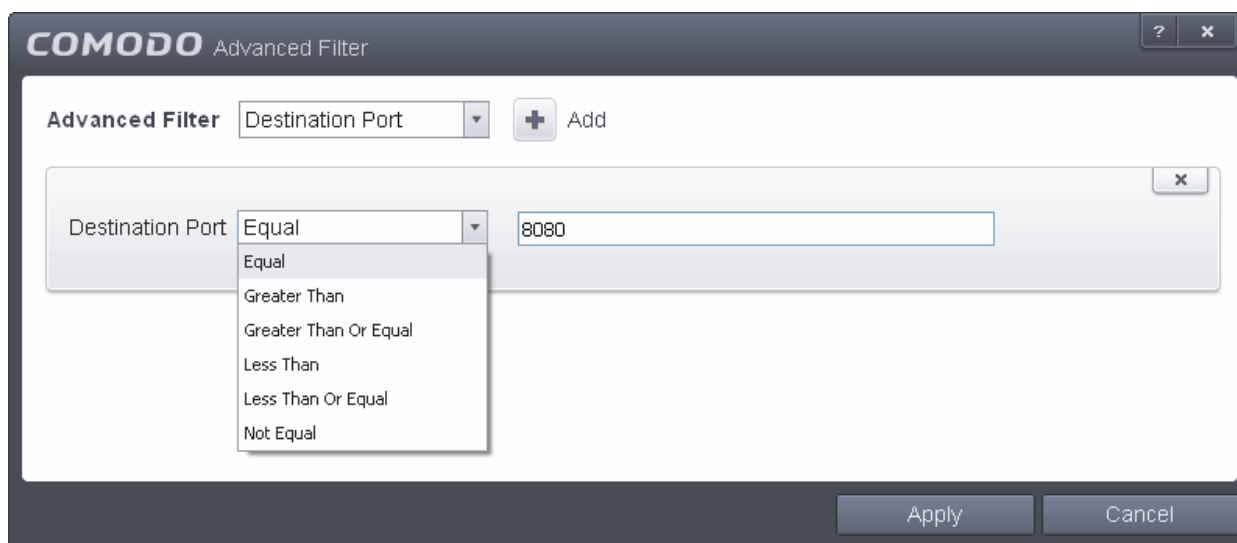 COMODO Advanced Filter ? ×
Advanced Filter Destination Port + Add
×
Destination Port Equal 8080
Equal
Greater Than
Greater Than Or Equal
Less Than
Less Than Or Equal
Not Equal
Apply Cancel